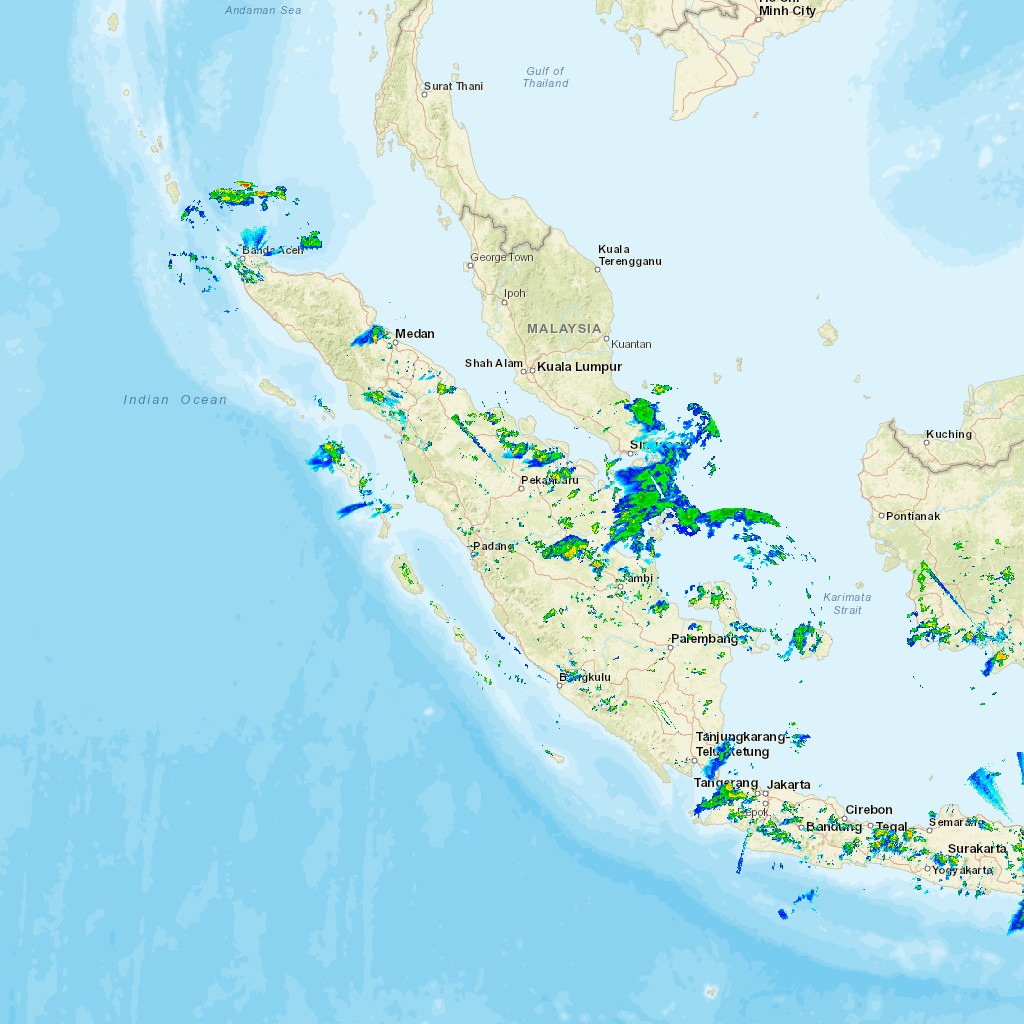 Andaman Sea
Minh City
Gulf of
Thailand
Surat Thani
Kuala
Terengganu
Banda Aceh
George Town
Ipoh
MALAYSIA
Medan
Kuantan
Shah Alam
Kuala Lumpur
Indian Ocean
Kuching
Pekanbaru
Pontianak
Padang
Jambi
Karimata
Strait
Palembang
Bengkulu
Tanjungkarang-
Telukbetung
Tangerang
Jakarta
Depok
Cirebon
Bandung
Tegal
Semarang
Surakarta
Yogyakarta